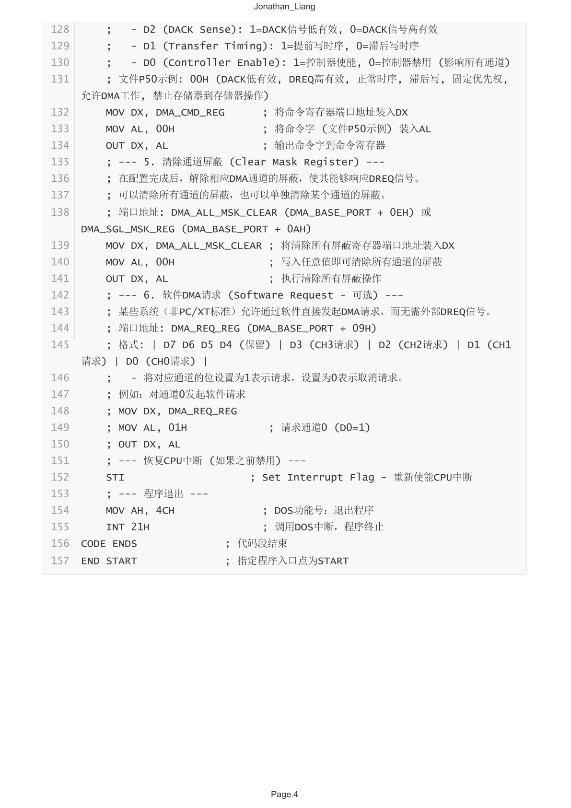 Jonathan_Liang
128 ;   - D2 (DACK Sense): 1=DACK信号低有效, 0=DACK信号高有效
129 ;   - D1 (Transfer Timing): 1=提前写时序, 0=滞后写时序
130 ;   - D0 (Controller Enable): 1=控制器使能, 0=控制器禁用 (影响所有通道)
131 ; 文件P50示例: 00H (DACK低有效, DREQ高有效, 正常时序, 滞后写, 固定优先权,
允许DMA工作, 禁止存储器到存储器操作)
132 MOV DX, DMA_CMD_REG ; 将命令寄存器端口地址装入DX
133 MOV AL, 00H ; 将命令字 (文件P50示例) 装入AL
134 OUT DX, AL ; 输出命令字到命令寄存器
135 ; --- 5. 清除通道屏蔽 (Clear Mask Register) ---
136 ; 在配置完成后，解除相应DMA通道的屏蔽，使其能够响应DREQ信号。
137 ; 可以清除所有通道的屏蔽，也可以单独清除某个通道的屏蔽。
138 ; 端口地址: DMA_ALL_MSK_CLEAR (DMA_BASE_PORT + 0EH) 或
DMA_SGL_MSK_REG (DMA_BASE_PORT + 0AH)
139 MOV DX, DMA_ALL_MSK_CLEAR ; 将清除所有屏蔽寄存器端口地址装入DX
140 MOV AL, 00H ; 写入任意值即可清除所有通道的屏蔽
141 OUT DX, AL ; 执行清除所有屏蔽操作
142 ; --- 6. 软件DMA请求 (Software Request - 可选) ---
143 ; 某些系统（非PC/XT标准）允许通过软件直接发起DMA请求，而无需外部DREQ信号。
144 ; 端口地址: DMA_REQ_REG (DMA_BASE_PORT + 09H)
145 ; 格式: | D7 D6 D5 D4 (保留) | D3 (CH3请求) | D2 (CH2请求) | D1 (CH1
请求) | D0 (CH0请求) |
146 ;   - 将对应通道的位设置为1表示请求，设置为0表示取消请求。
147 ; 例如：对通道0发起软件请求
148 ; MOV DX, DMA_REQ_REG
149 ; MOV AL, 01H ; 请求通道0 (D0=1)
150 ; OUT DX, AL
151 ; --- 恢复CPU中断 (如果之前禁用) ---
152 STI ; Set Interrupt Flag - 重新使能CPU中断
153 ; --- 程序退出 ---
154 MOV AH, 4CH ; DOS功能号：退出程序
155 INT 21H ; 调用DOS中断，程序终止
156 CODE ENDS ; 代码段结束
157 END START ; 指定程序入口点为START
Page.4